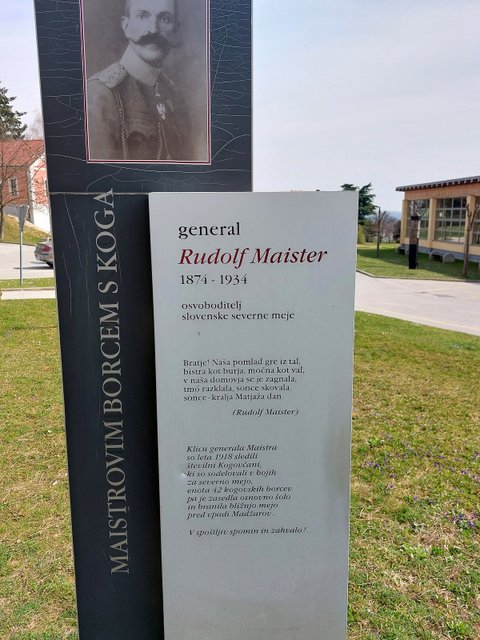 MAISTROVIM BORCEM S KOGA
general
Rudolf Maister
1874 - 1934
osvoboditelj
slovenske severne meje
Bratje! Naša pomlad gre iz tal,
bistra kot burja, močna kot val,
v naša domovja se je zagnala,
tmo razklala, sonce skovala,
sonce-kralja Matjaža dan.
(Rudolf Maister)
Klicu generala Maistra
so leta 1918 sledili
številni Kogovčani,
ki so sodelovali v bojih
za severno mejo,
enota 42 kogovskih borcev
pa je zasedla osnovno šolo
in branila bližnjo mejo
pred vpadi Madžarov.
V spoštljiv spomin in zahvalo!